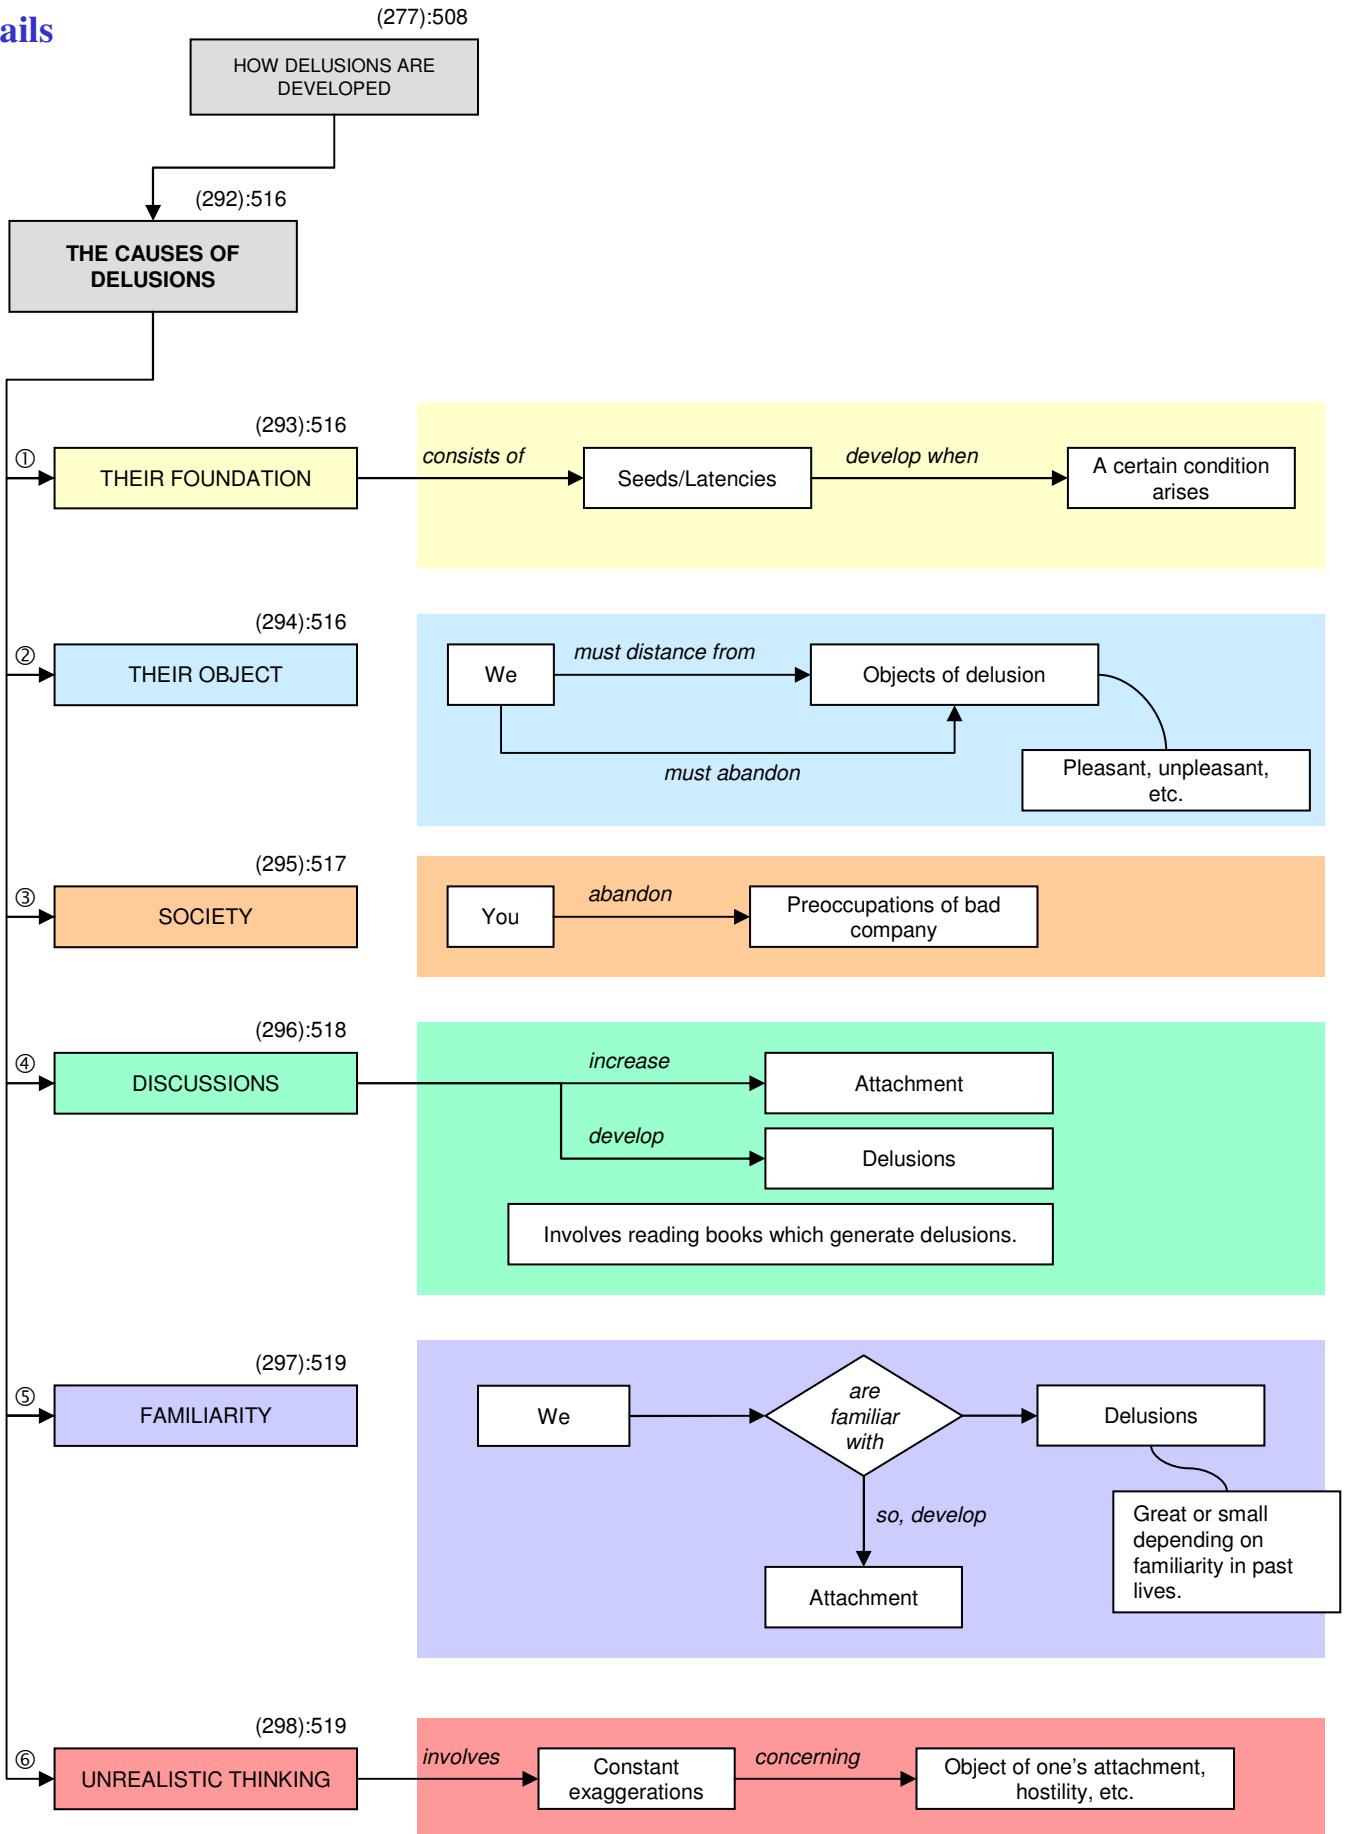 ails
(277):508
HOW DELUSIONS ARE
DEVELOPED
(292):516
THE CAUSES OF
DELUSIONS
(293):516
①
THEIR FOUNDATION
consists of
Seeds/Latencies
develop when
A certain condition
arises
(294):516
②
THEIR OBJECT
We
must distance from
Objects of delusion
must abandon
Pleasant, unpleasant,
etc.
(295):517
③
SOCIETY
You
abandon
Preoccupations of bad
company
(296):518
④
DISCUSSIONS
increase
Attachment
develop
Delusions
Involves reading books which generate delusions.
(297):519
⑤
FAMILIARITY
We
are
familiar
with
Delusions
so, develop
Attachment
Great or small
depending on
familiarity in past
lives.
(298):519
⑥
UNREALISTIC THINKING
involves
Constant
exaggerations
concerning
Object of one's attachment,
hostility, etc.